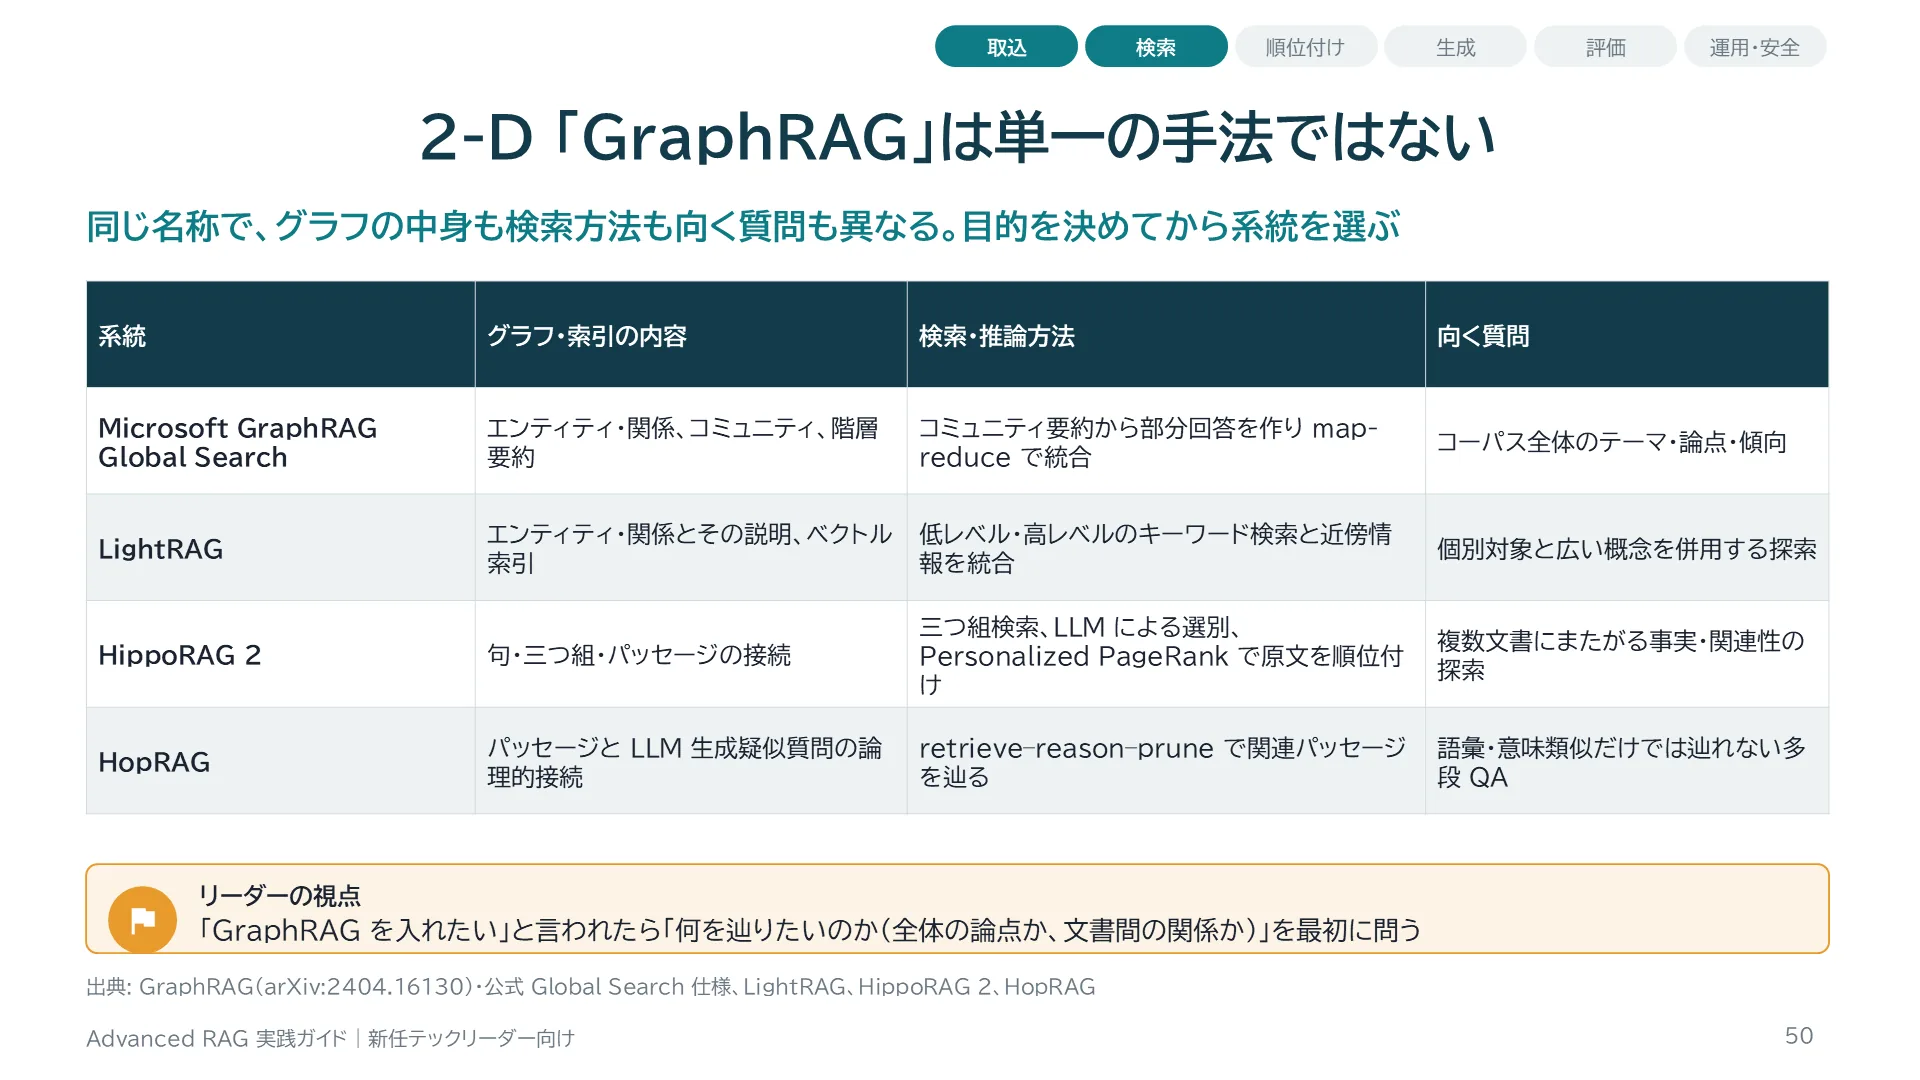 取込
検索
順位付け
生成
評価
運用・安全
2-D「GraphRAG」は単一の手法ではない
同じ名称で、グラフの中身も検索方法も向く質問も異なる。目的を決めてから系統を選ぶ
系統
グラフ・索引の内容
検索・推論方法
向く質問
Microsoft GraphRAG
Global Search
エンティティ・関係、コミュニティ、階層
要約
コミュニティ要約から部分回答を作り map-
reduce で統合
コーパス全体のテーマ・論点・傾向
LightRAG
エンティティ・関係とその説明、ベクトル
索引
低レベル・高レベルのキーワード検索と近傍情
報を統合
個別対象と広い概念を併用する探索
HippoRAG 2
句・三つ組・パッセージの接続
三つ組検索、LLM による選別、
Personalized PageRank で原文を順位付
け
複数文書にまたがる事実・関連性の
探索
HopRAG
パッセージと LLM 生成疑似質問の論
理的接続
retrieve–reason–prune で関連パッセージ
を辿る
語彙・意味類似だけでは辿れない多
段 QA
リーダーの視点
「GraphRAG を入れたい」と言われたら「何を辿りたいのか（全体の論点か、文書間の関係か）」を最初に問う
出典: GraphRAG（arXiv:2404.16130）・公式 Global Search 仕様、LightRAG、HippoRAG 2、HopRAG
Advanced RAG 実践ガイド｜新任テックリーダー向け
50